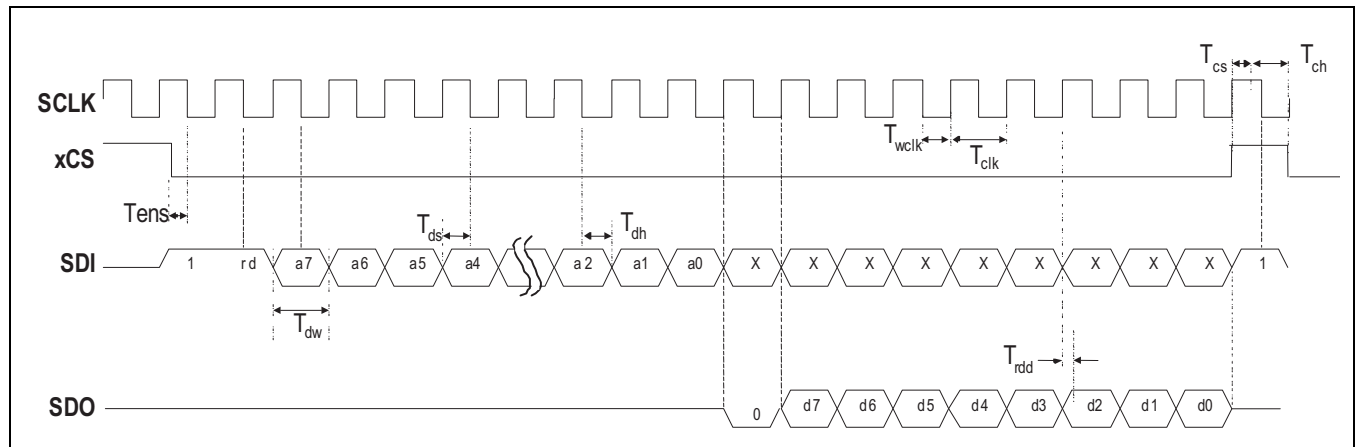 T_cs T_ch
SCLK
T_wclk T_clk
xCS
Tens T_ds T_dh
SDI 1 rd a7 a6 a5 a4 a2 a1 a0 X X X X X X X X X 1
T_dw
T_rdd
SDO 0 d7 d6 d5 d4 d3 d2 d1 d0